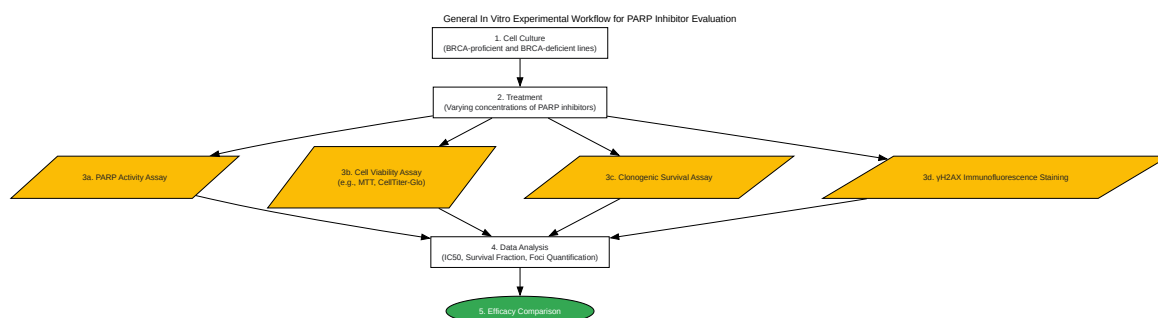 General In Vitro Experimental Workflow for PARP Inhibitor Evaluation
1. Cell Culture
(BRCA-proficient and BRCA-deficient lines)
2. Treatment
(Varying concentrations of PARP inhibitors)
3a. PARP Activity Assay
3b. Cell Viability Assay
(e.g., MTT, CellTiter-Glo)
3c. Clonogenic Survival Assay
3d. γH2AX Immunofluorescence Staining
4. Data Analysis
(IC50, Survival Fraction, Foci Quantification)
5. Efficacy Comparison